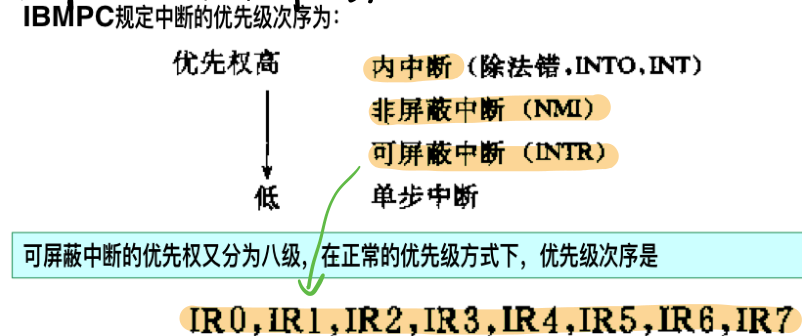 IBMPC规定中断的优先级次序为：
优先权高 内中断（除法错,INTO,INT）
非屏蔽中断（NMI）
可屏蔽中断（INTR）
低 单步中断
可屏蔽中断的优先权又分为八级，在正常的优先级方式下，优先级次序是
IR0,IR1,IR2,IR3,IR4,IR5,IR6,IR7